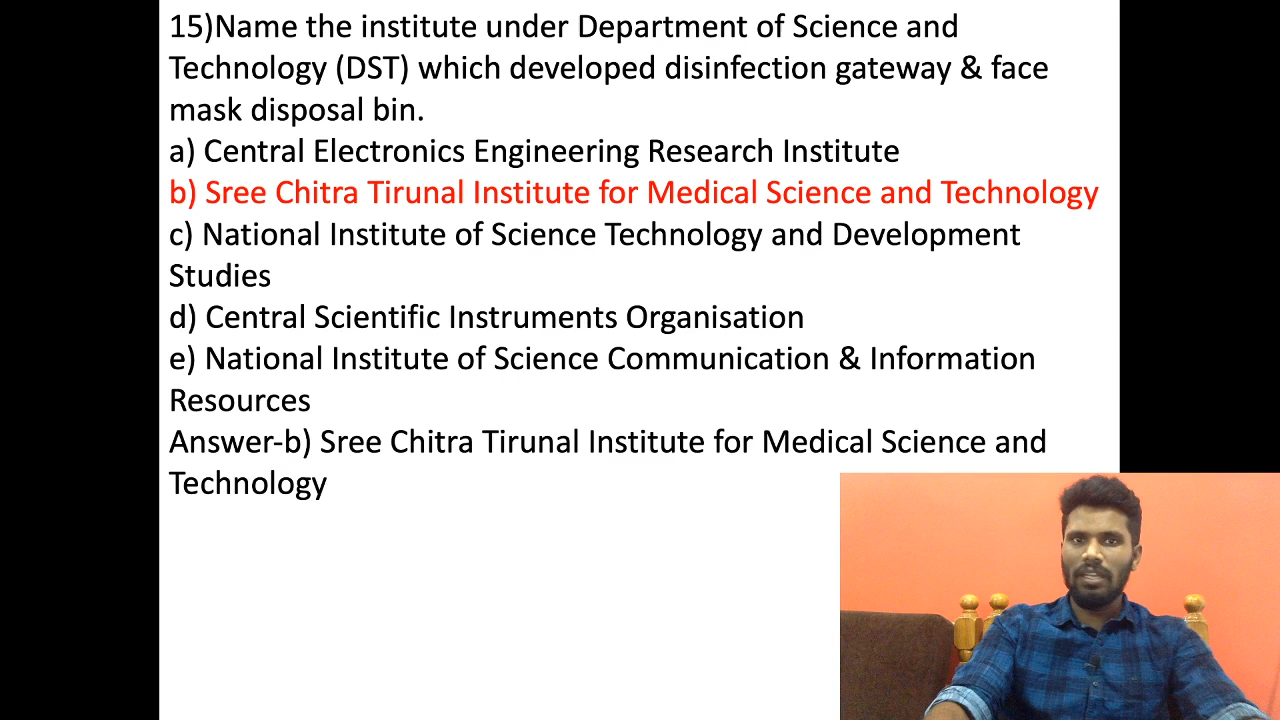 15)Name the institute under Department of Science and
Technology (DST) which developed disinfection gateway & face
mask disposal bin.
a) Central Electronics Engineering Research Institute
b) Sree Chitra Tirunal Institute for Medical Science and Technology
c) National Institute of Science Technology and Development
Studies
d) Central Scientific Instruments Organisation
e) National Institute of Science Communication & Information
Resources
Answer-b) Sree Chitra Tirunal Institute for Medical Science and
Technology